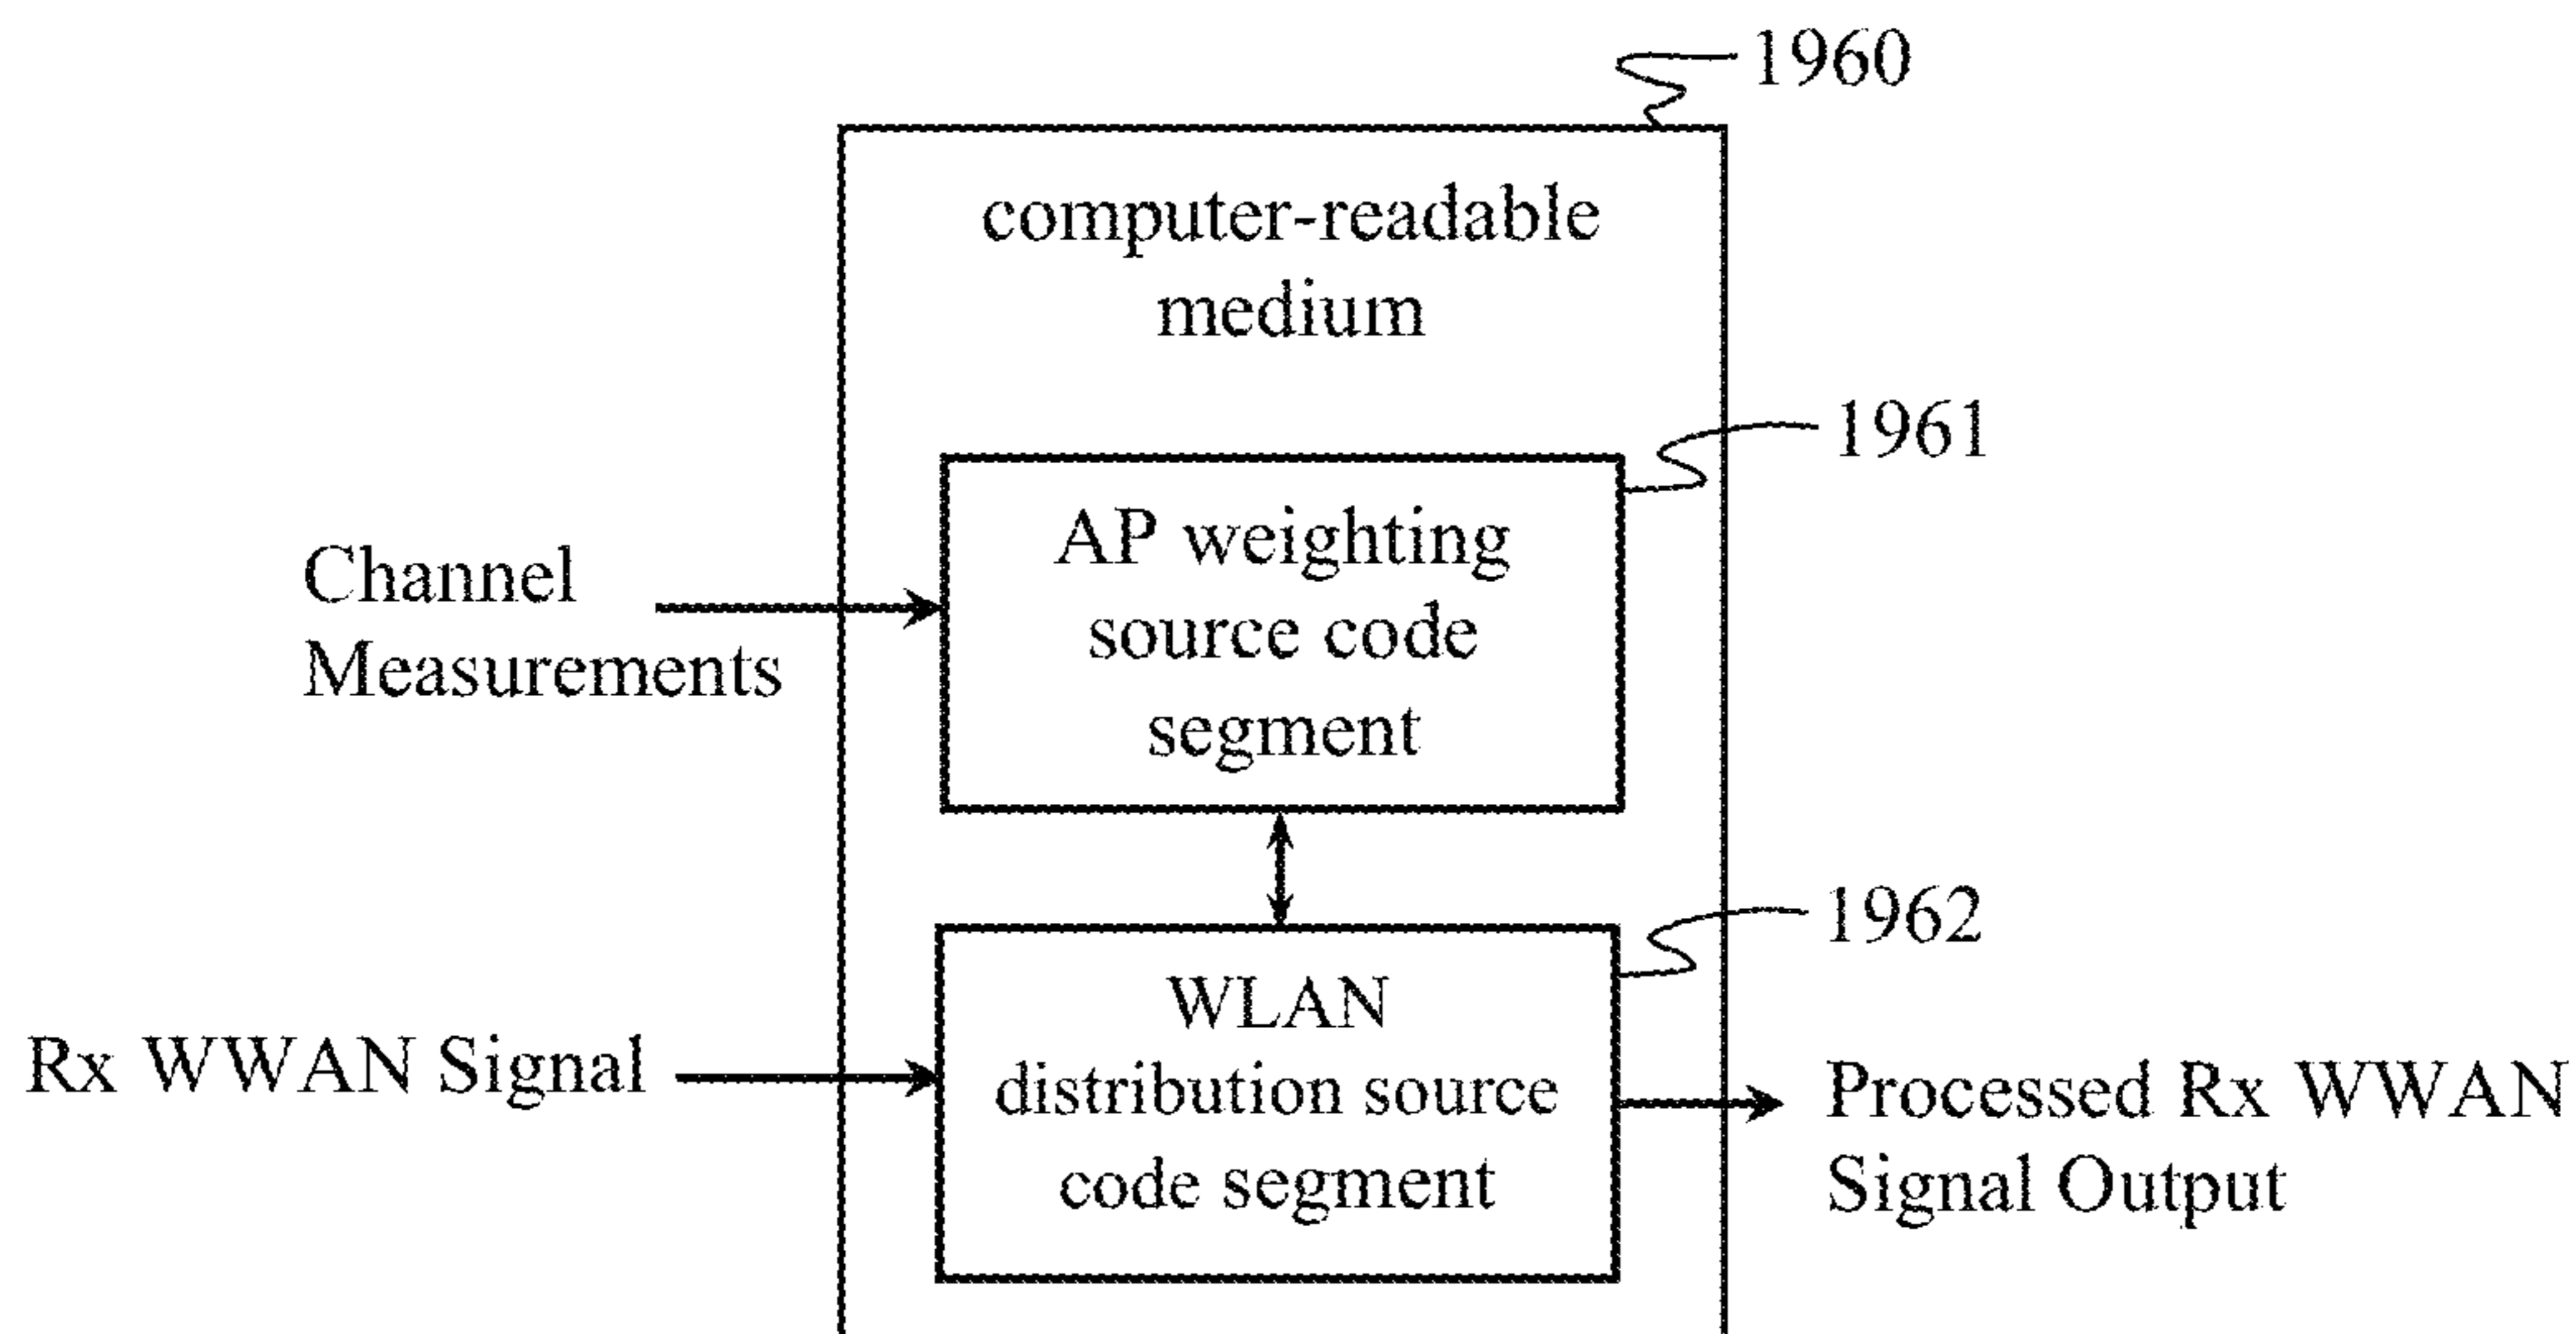 1960
computer-readable
medium
1961
AP weighting
source code
segment
Channel
Measurements
1962
WLAN
distribution source
code segment
Rx WWAN Signal
Processed Rx WWAN
Signal Output